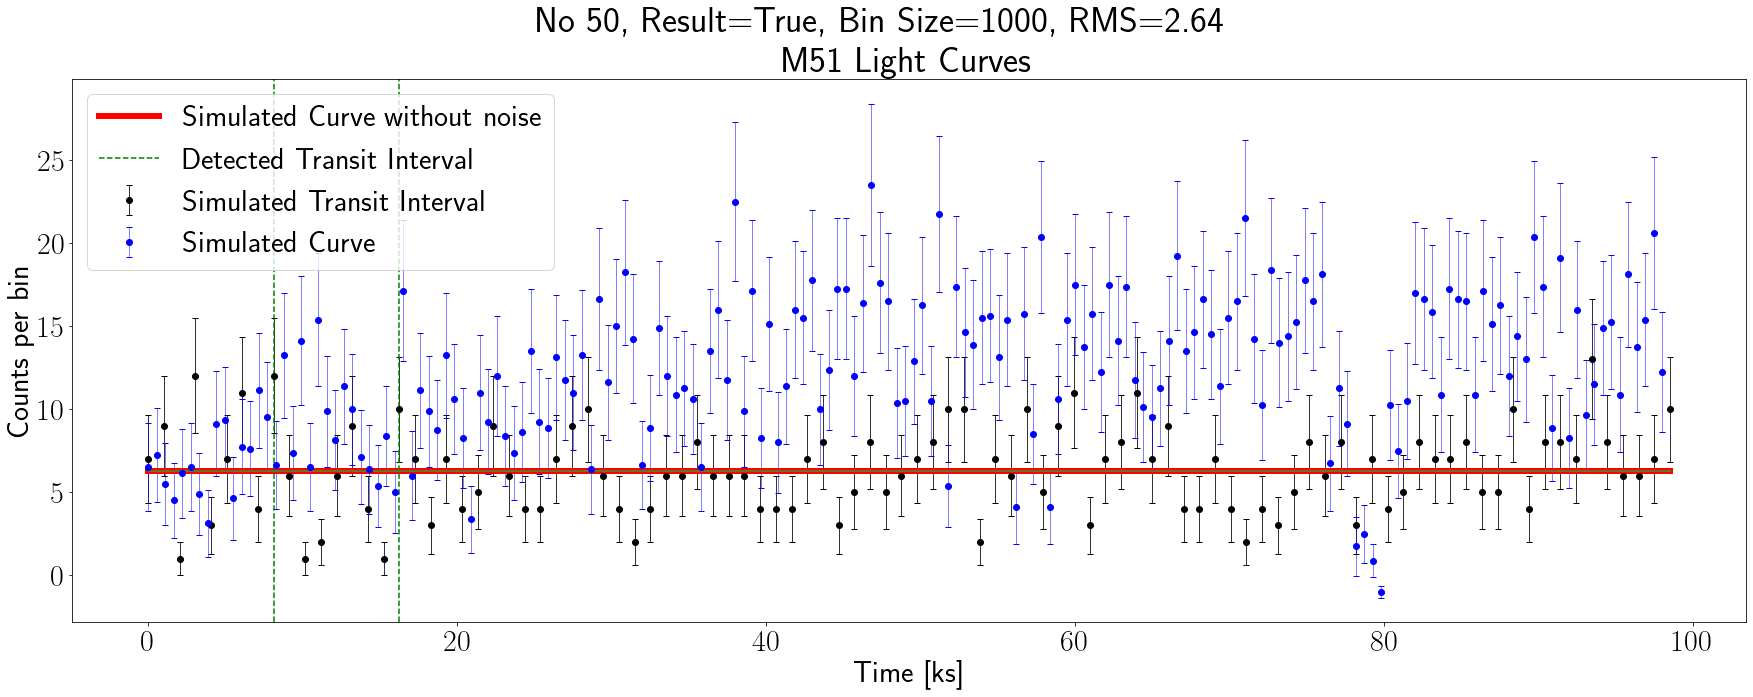 No 50, Result=True, Bin Size=1000, RMS=2.64
M51 Light Curves
Simulated Curve without noise
Detected Transit Interval
Simulated Transit Interval
Simulated Curve
Counts per bin
25
20
15
10
5
0
0 20 40 60 80 100
Time [ks]